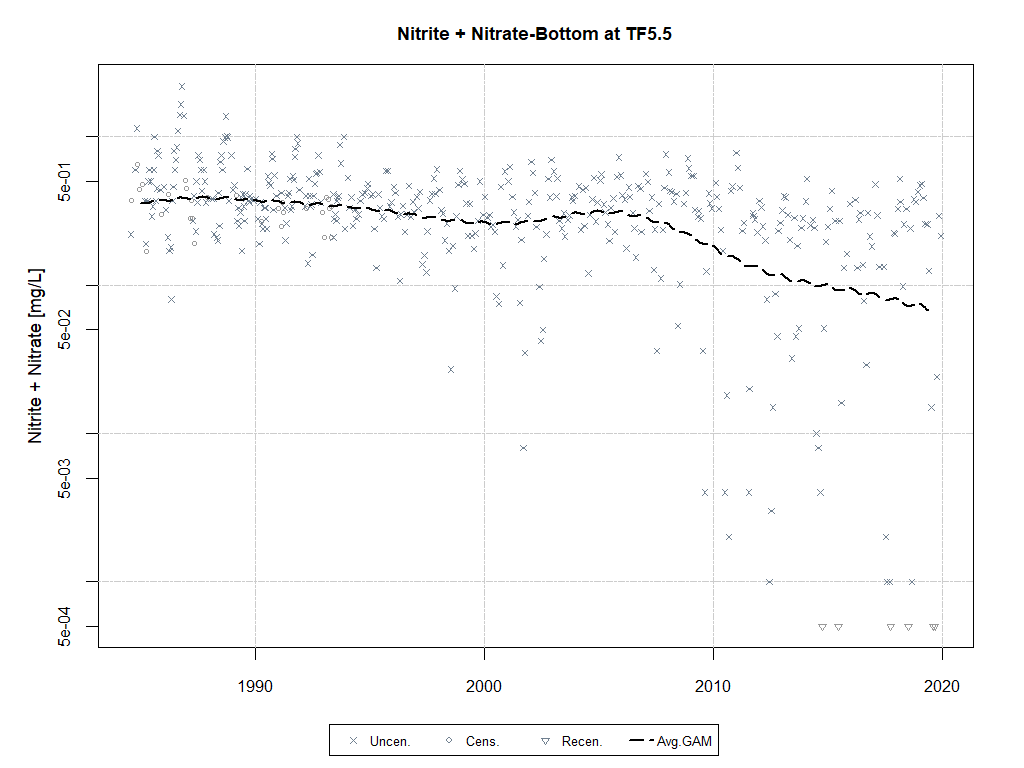 Nitrite + Nitrate-Bottom at TF5.5
Nitrite + Nitrate [mg/L]
5e-01
5e-02
5e-03
5e-04
1990 2000 2010 2020
Uncen. Cens. Recen. Avg.GAM